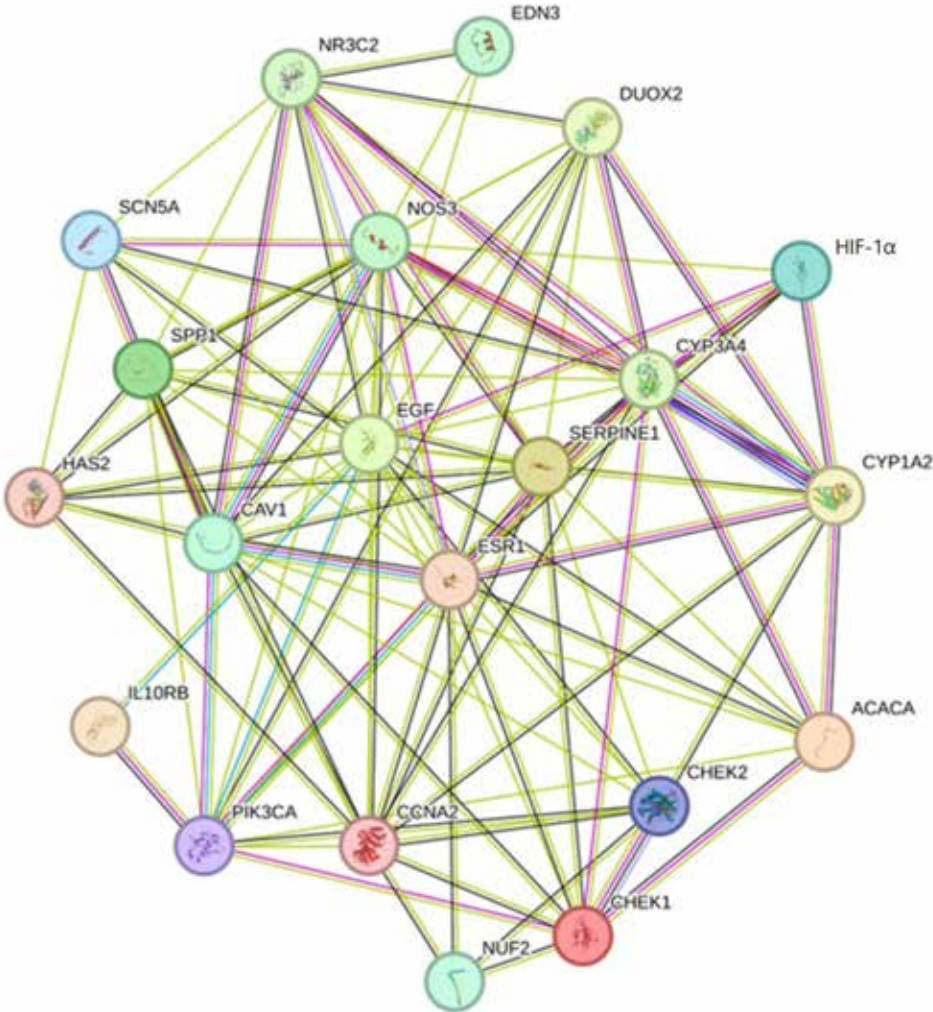 EDN3
NR3C2
DUOX2
SCN5A
NOS3
HIF-1α
SPP1
CYP3A4
EGF
SERPINE1
HAS2
CYP1A2
CAV1
ESR1
IL10RB
ACACA
CHEK2
PIK3CA
CCNA2
CHEK1
NUF2